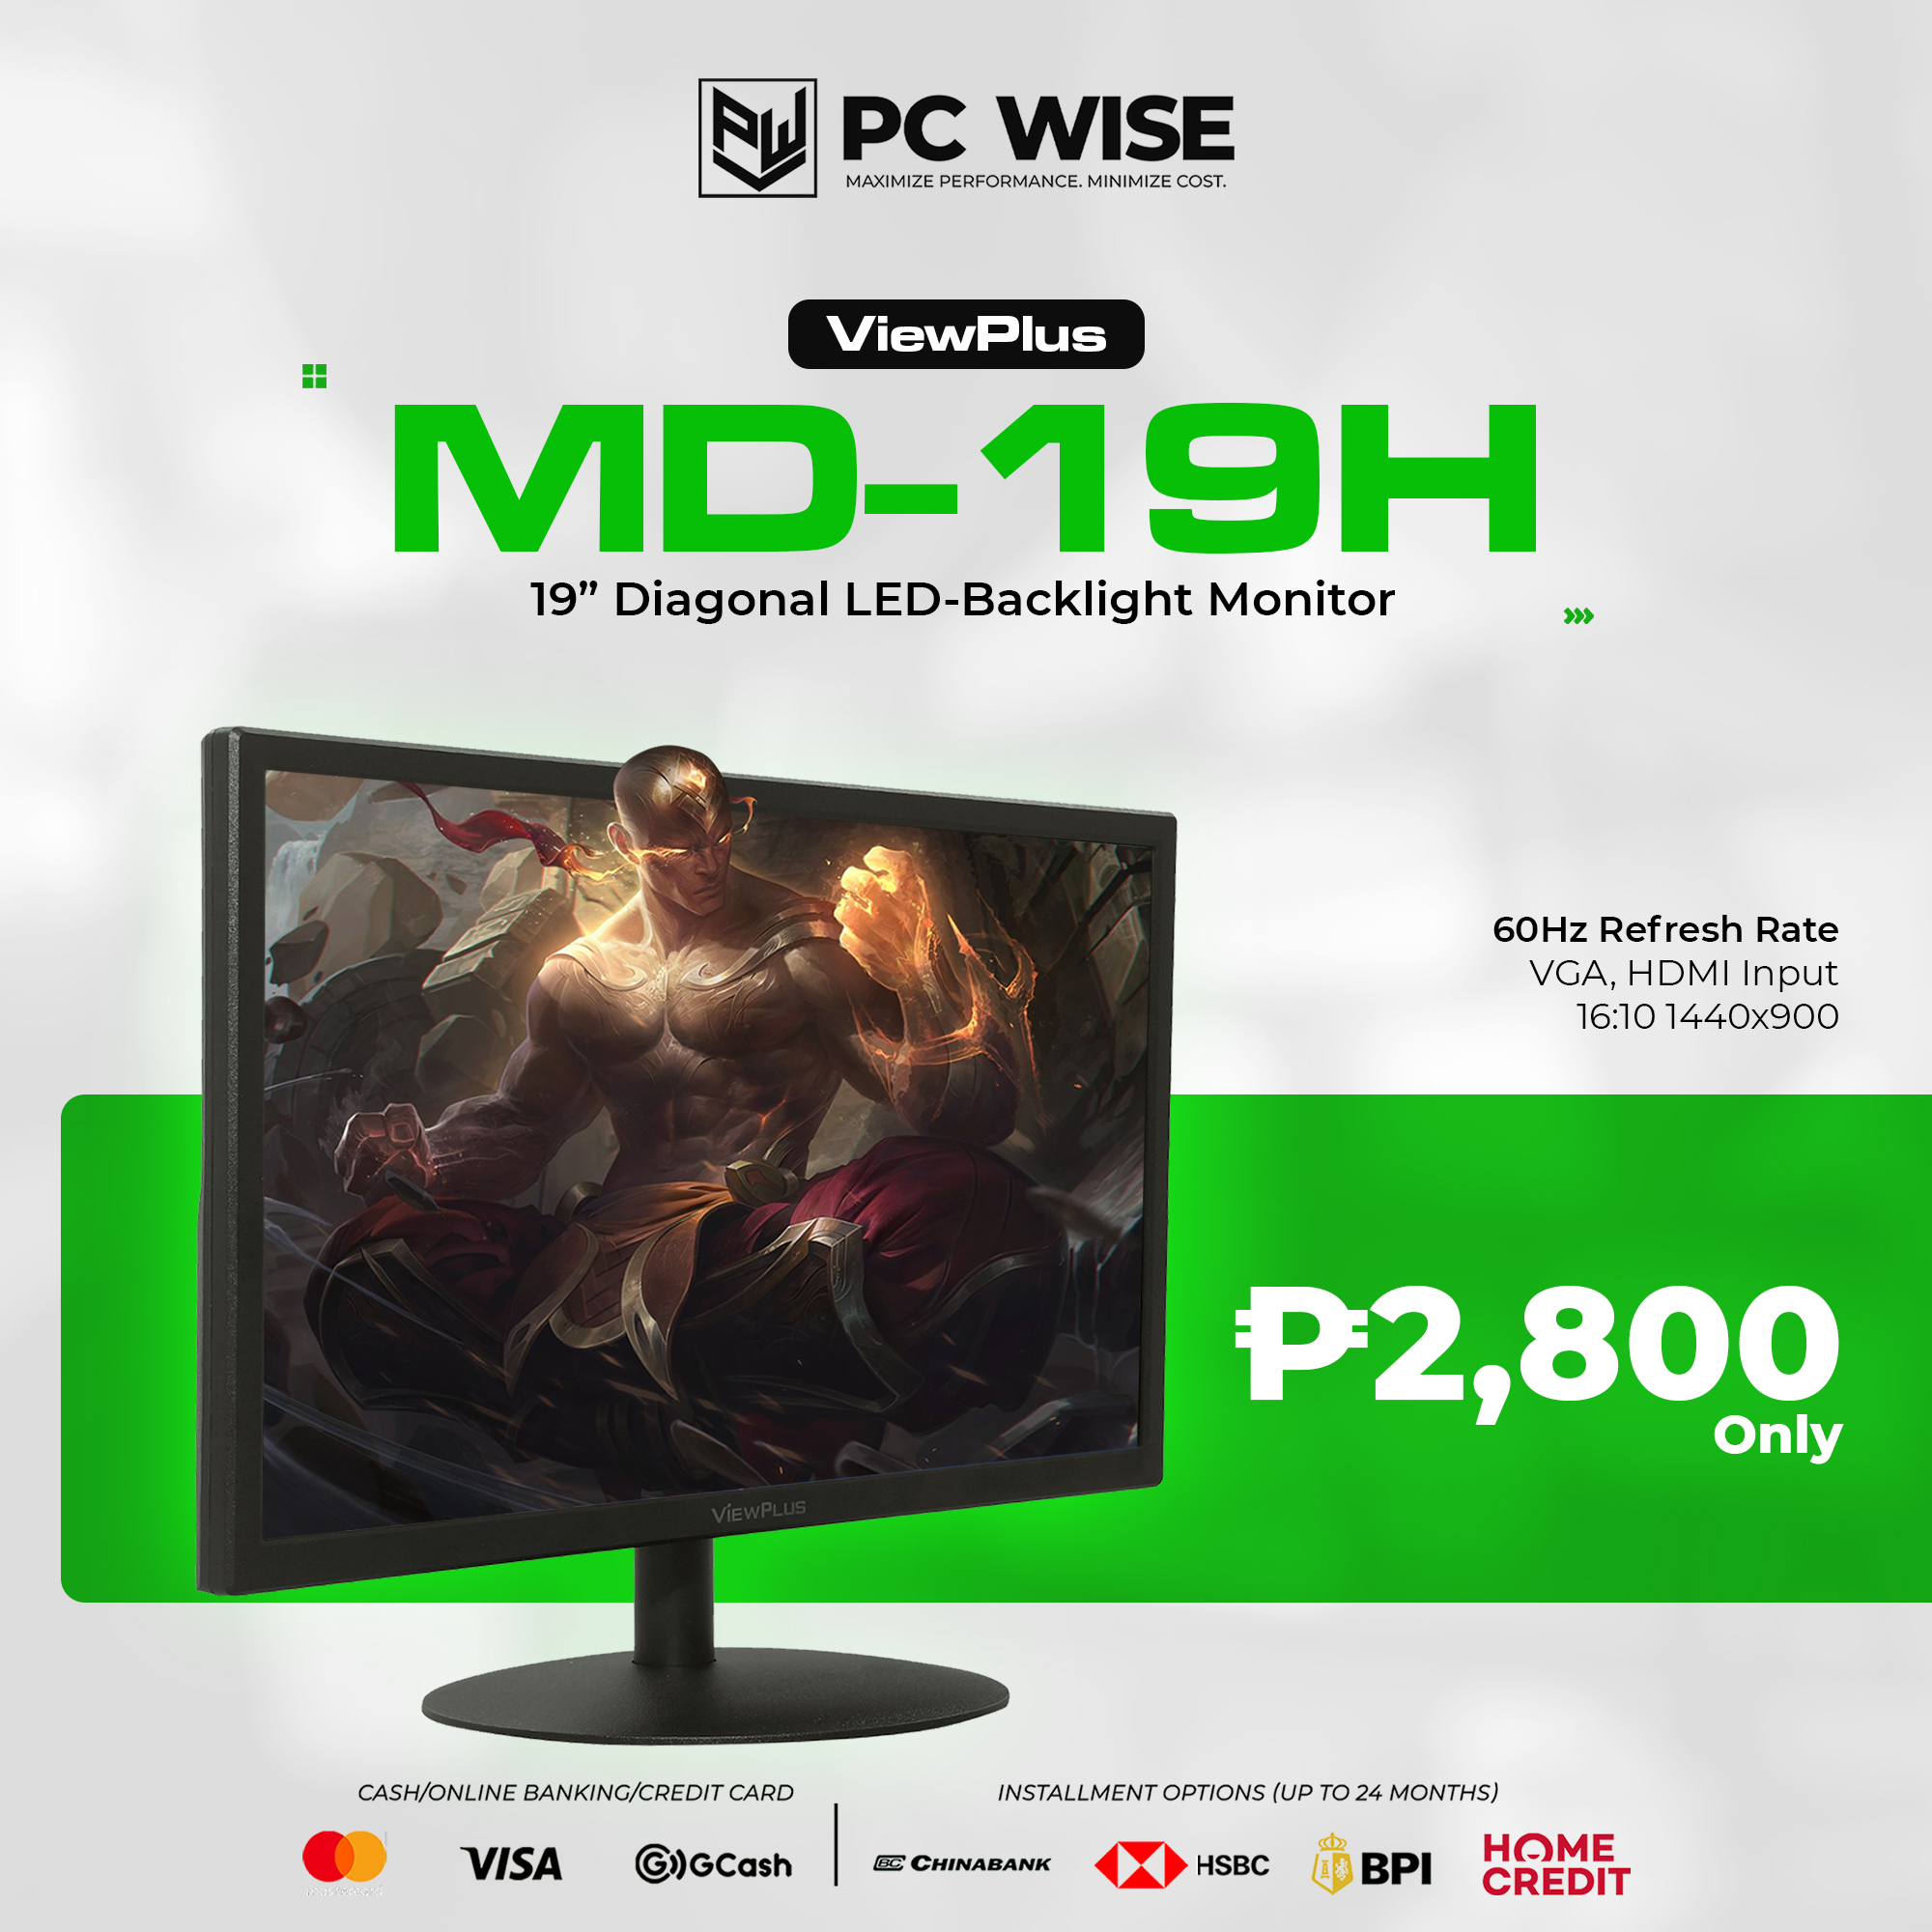 PC WISE
MAXIMIZE PERFORMANCE. MINIMIZE COST.
ViewPlus
MD-19H
19” Diagonal LED-Backlight Monitor
60Hz Refresh Rate
VGA, HDMI Input
16:10 1440x900
₱2,800
Only
VIEWPLUS
CASH/ONLINE BANKING/CREDIT CARD
INSTALLMENT OPTIONS (UP TO 24 MONTHS)
VISA
GCash
CHINABANK
HSBC
BPI
HOME
CREDIT